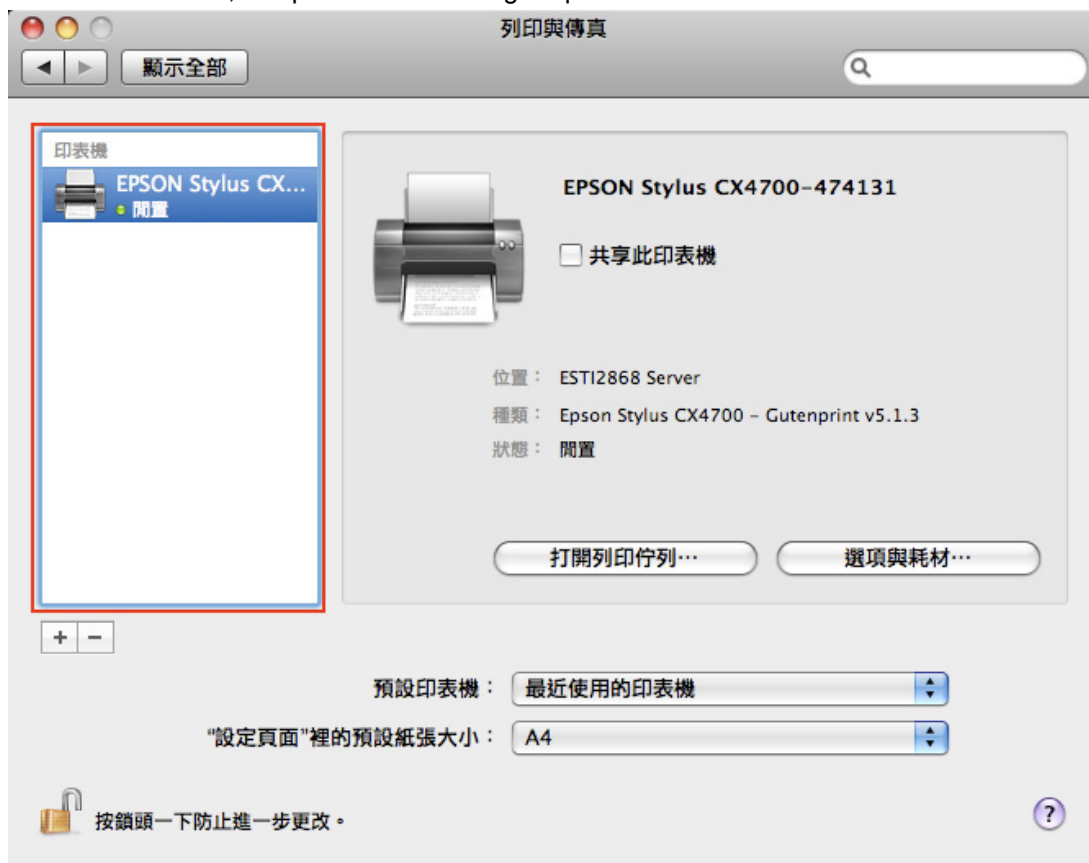 列印與傳真
顯示全部
印表機
EPSON Stylus CX...
閒置
EPSON Stylus CX4700-474131
共享此印表機
位置： ESTI2868 Server
種類： Epson Stylus CX4700 - Gutenprint v5.1.3
狀態： 閒置
打開列印佇列… 選項與耗材…
+ −
預設印表機： 最近使用的印表機
“設定頁面”裡的預設紙張大小： A4
按鎖頭一下防止進一步更改。
?